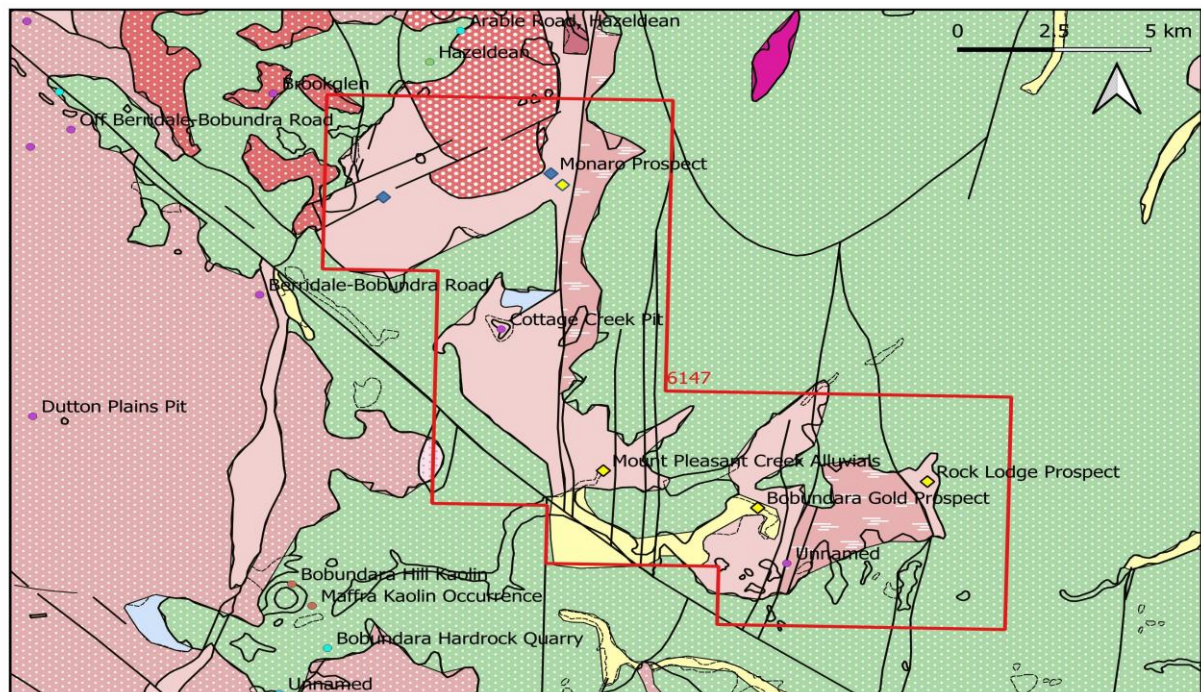 Arable Road, Hazeldean
0 2.5 5 km
Hazeldean
Brookglen
Off Berridale-Bobundra Road
Monaro Prospect
Berridale-Bobundra Road
Cottage Creek Pit
6147
Dutton Plains Pit
Mount Pleasant Creek Alluvials
Rock Lodge Prospect
Bobundara Gold Prospect
Unnamed
Bobundara Hill Kaolin
Maffra Kaolin Occurrence
Bobundara Hardrock Quarry
Unnamed